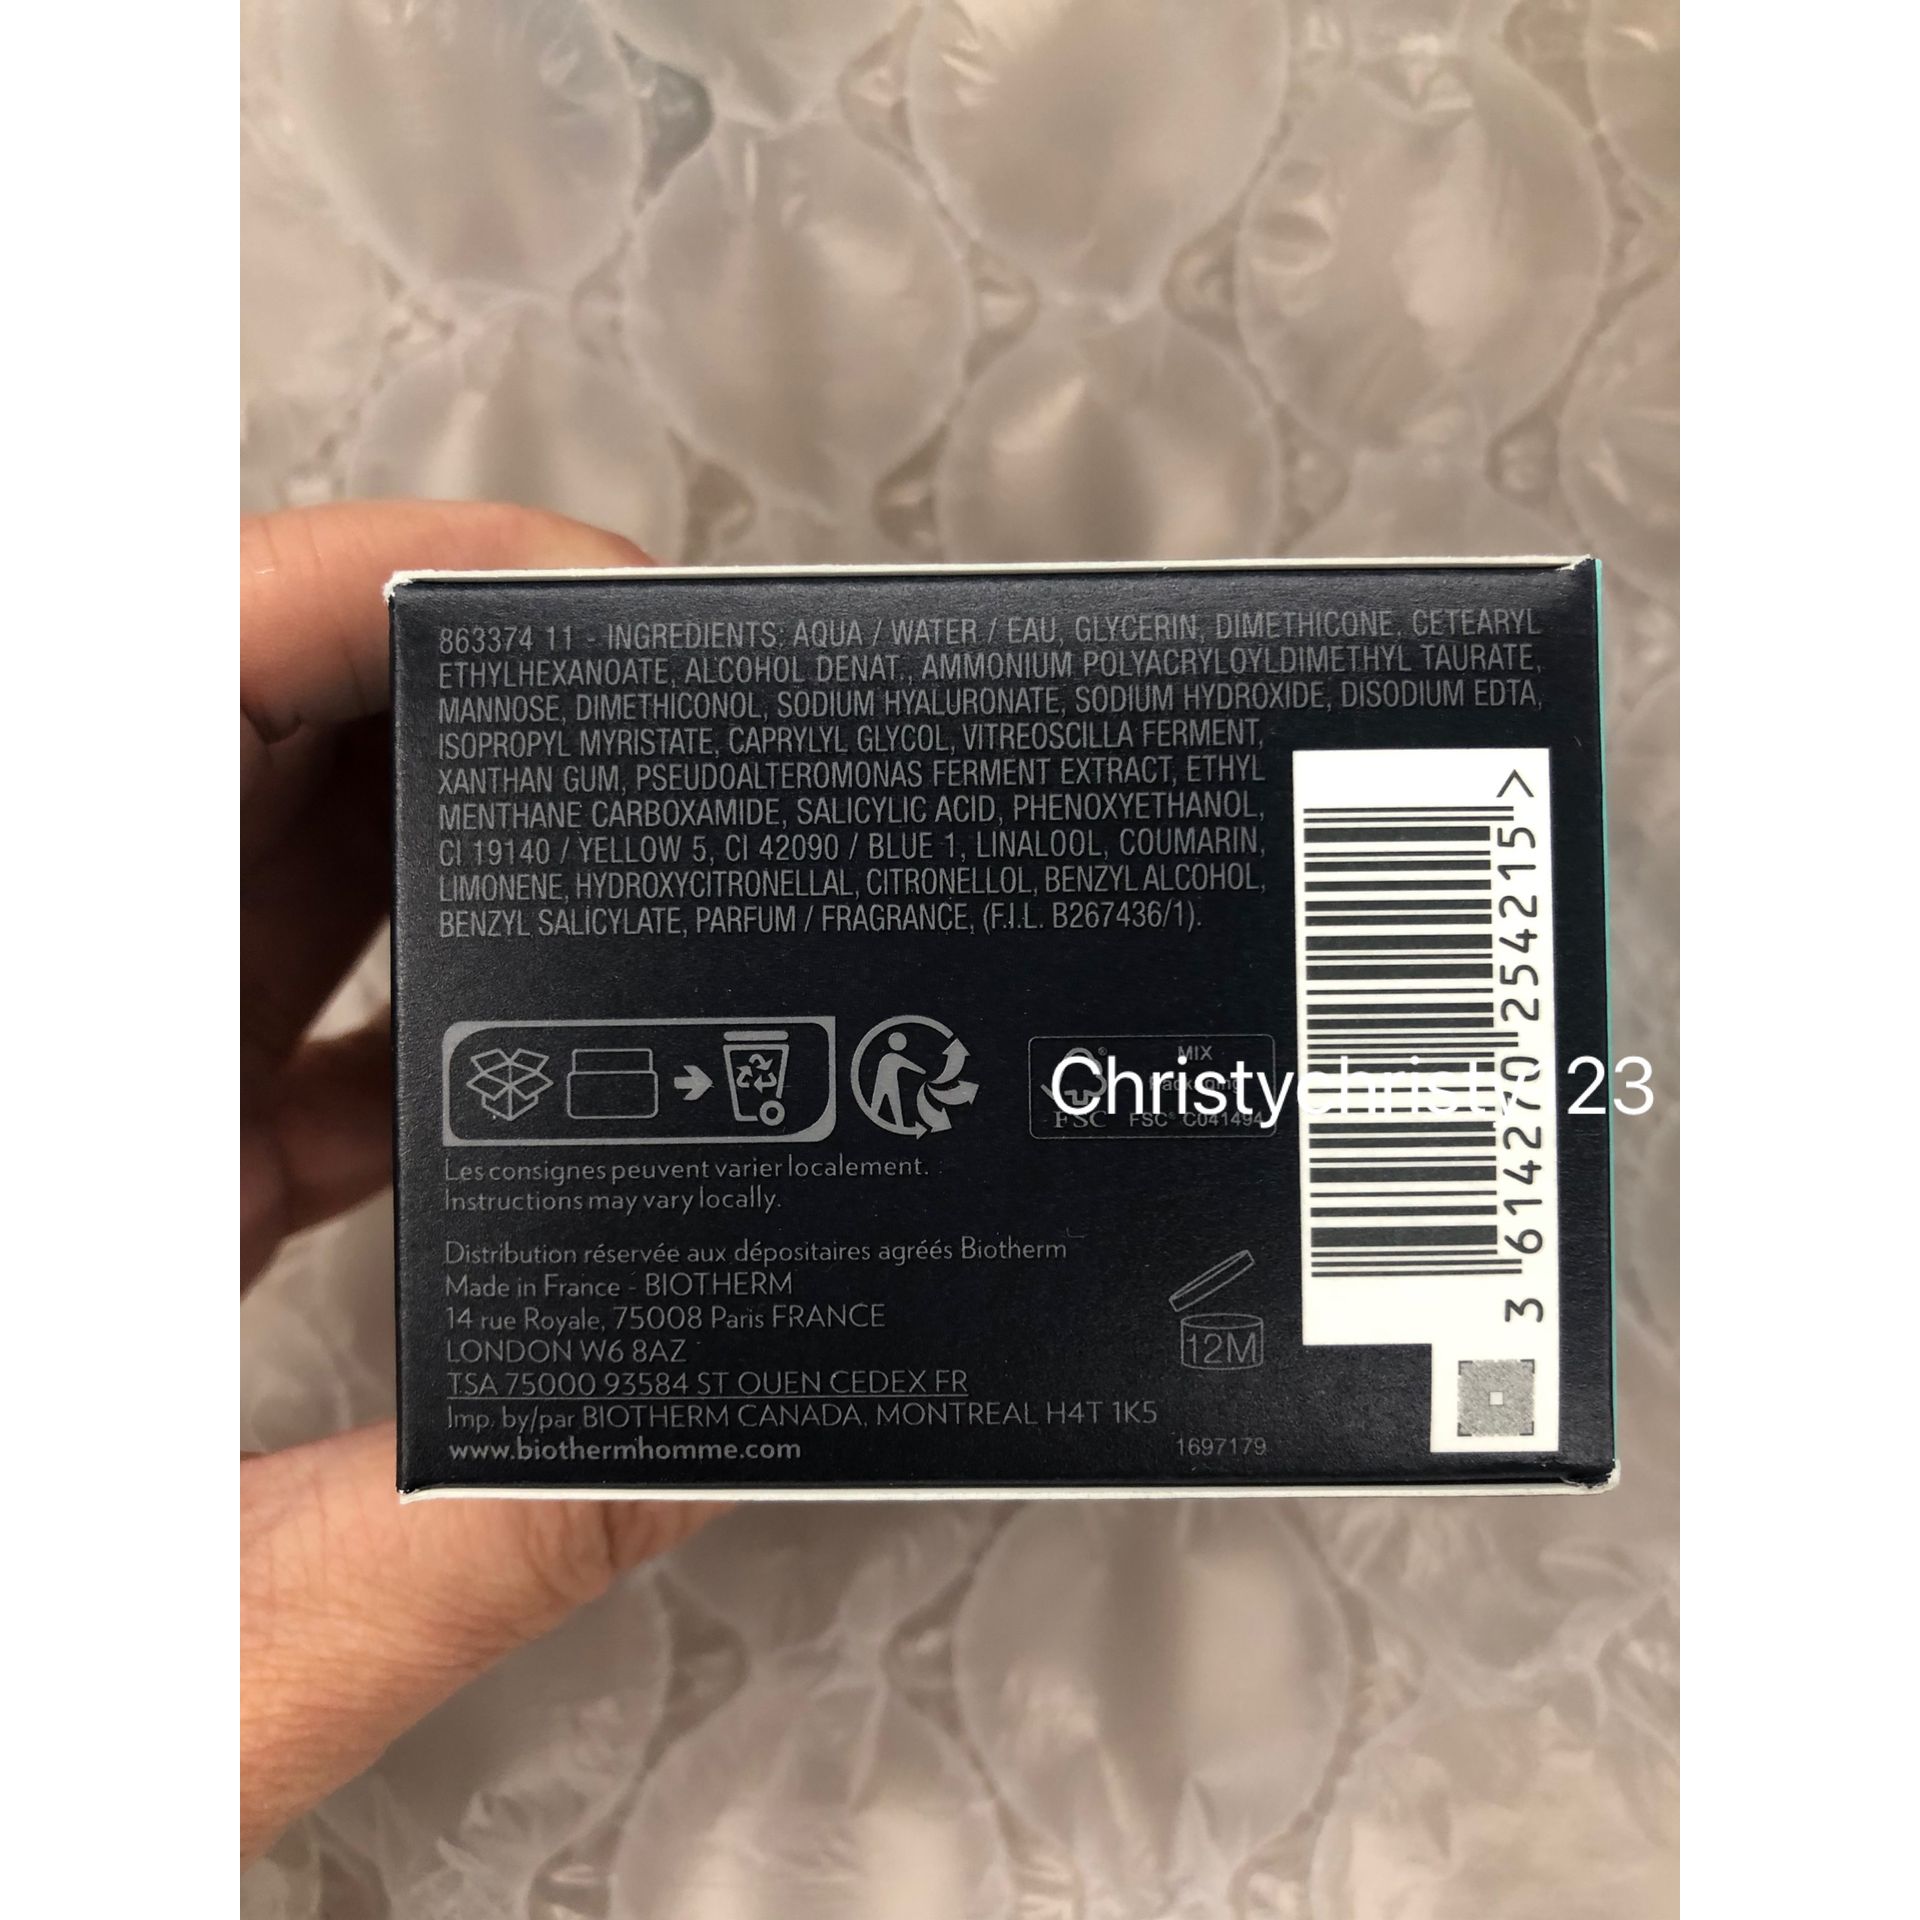 863374 11 - INGREDIENTS: AQUA / WATER / EAU, GLYCERIN, DIMETHICONE, CETEARYL
ETHYLHEXANOATE, ALCOHOL DENAT., AMMONIUM POLYACRYLOYLDIMETHYL TAURATE,
MANNOSE, DIMETHICONOL, SODIUM HYALURONATE, SODIUM HYDROXIDE, DISODIUM EDTA,
ISOPROPYL MYRISTATE, CAPRYLYL GLYCOL, VITREOSCILLA FERMENT,
XANTHAN GUM, PSEUDOALTEROMONAS FERMENT EXTRACT, ETHYL
MENTHANE CARBOXAMIDE, SALICYLIC ACID, PHENOXYETHANOL,
CI 19140 / YELLOW 5, CI 42090 / BLUE 1, LINALOOL, COUMARIN,
LIMONENE, HYDROXYCITRONELLAL, CITRONELLOL, BENZYL ALCOHOL,
BENZYL SALICYLATE, PARFUM / FRAGRANCE, (F.I.L. B267436/1).
3 614270 254215 >
MIX
Packaging
FSC FSC® C041494
Christychristy 23
Les consignes peuvent varier localement.
Instructions may vary locally.
Distribution réservée aux dépositaires agréés Biotherm
Made in France - BIOTHERM
14 rue Royale, 75008 Paris FRANCE
LONDON W6 8AZ
TSA 75000 93584 ST OUEN CEDEX FR
Imp. by/par BIOTHERM CANADA, MONTREAL H4T 1K5
www.biothermhomme.com
12M
1697179